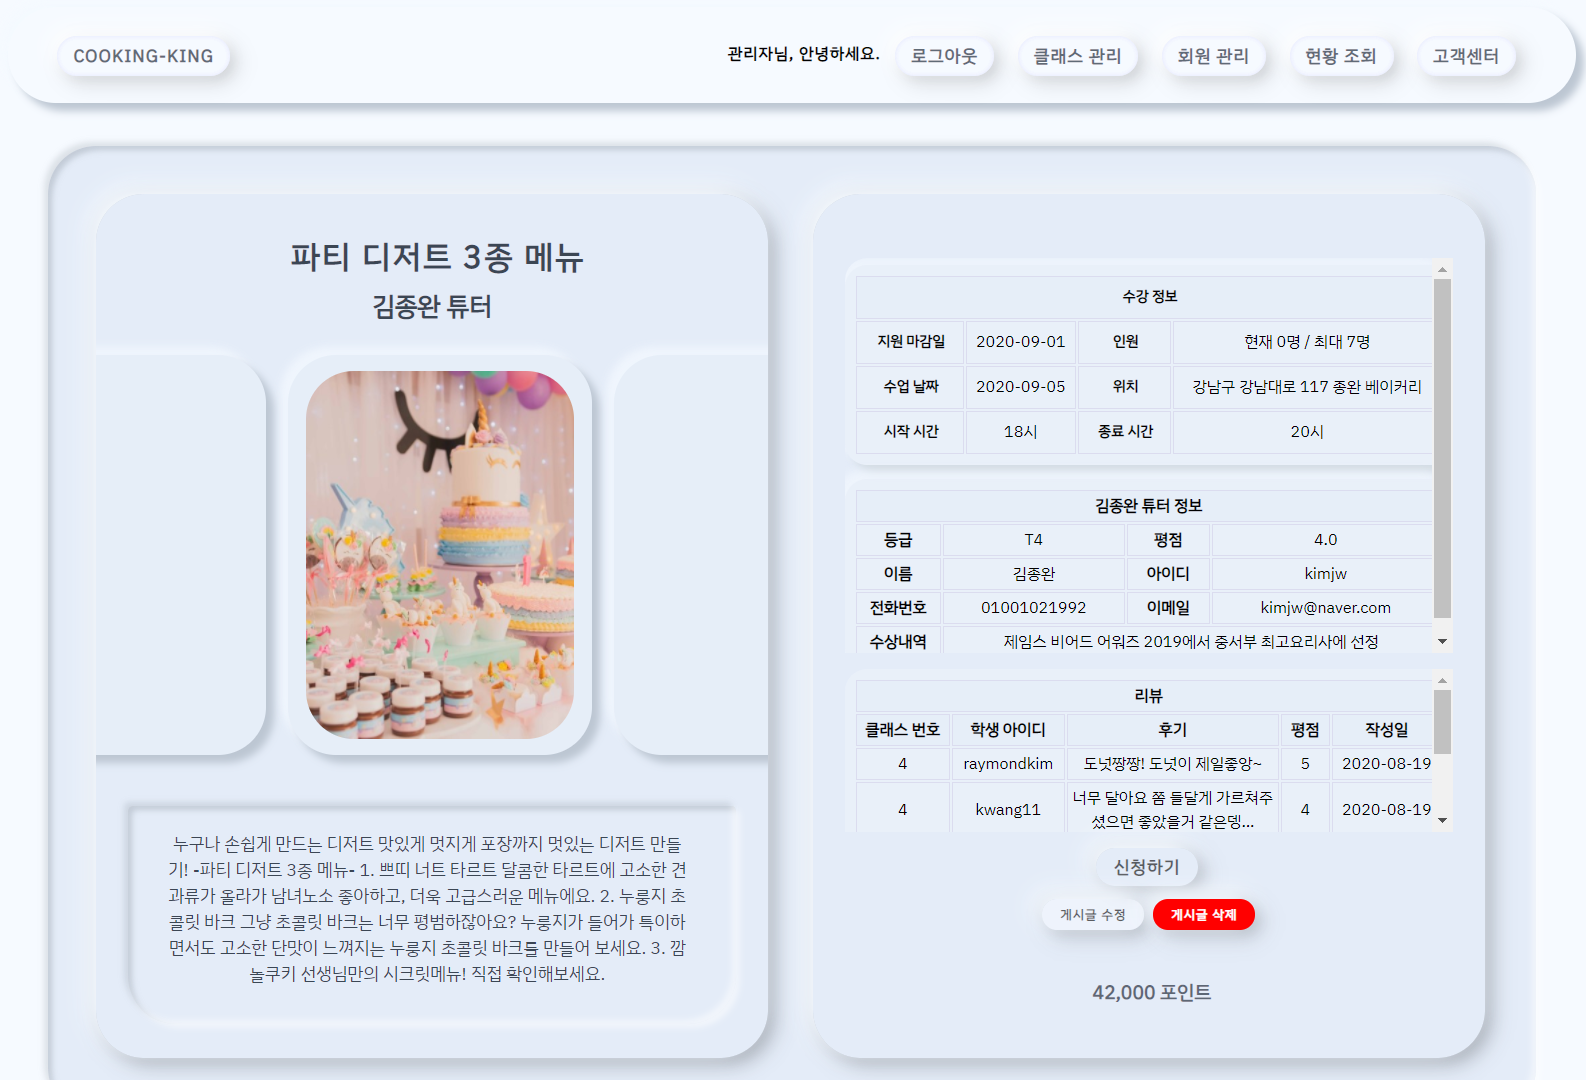 COOKING-KING
관리자님, 안녕하세요. 로그아웃 클래스 관리 회원 관리 현황 조회 고객센터
파티 디저트 3종 메뉴
김종완 튜터
누구나 손쉽게 만드는 디저트 맛있게 멋지게 포장까지 멋있는 디저트 만들
기! -파티 디저트 3종 메뉴- 1. 쁘띠 너트 타르트 달콤한 타르트에 고소한 견
과류가 올라가 남녀노소 좋아하고, 더욱 고급스러운 메뉴에요. 2. 누룽지 초
콜릿 바크 그냥 초콜릿 바크는 너무 평범하잖아요? 누룽지가 들어가 특이하
면서도 고소한 단맛이 느껴지는 누룽지 초콜릿 바크를 만들어 보세요. 3. 깜
놀쿠키 선생님만의 시크릿메뉴! 직접 확인해보세요.
수강 정보
지원 마감일 2020-09-01 인원 현재 0명 / 최대 7명
수업 날짜 2020-09-05 위치 강남구 강남대로 117 종완 베이커리
시작 시간 18시 종료 시간 20시
김종완 튜터 정보
등급 T4 평점 4.0
이름 김종완 아이디 kimjw
전화번호 01001021992 이메일 kimjw@naver.com
수상내역 제임스 비어드 어워즈 2019에서 중서부 최고요리사에 선정
리뷰
클래스 번호 학생 아이디 후기 평점 작성일
4 raymondkim 도넛짱짱! 도넛이 제일좋앙~ 5 2020-08-19
4 kwang11 너무 달아요 쫌 들달게 가르쳐주
셨으면 좋았을거 같은뎅... 4 2020-08-19
신청하기
게시글 수정 게시글 삭제
42,000 포인트